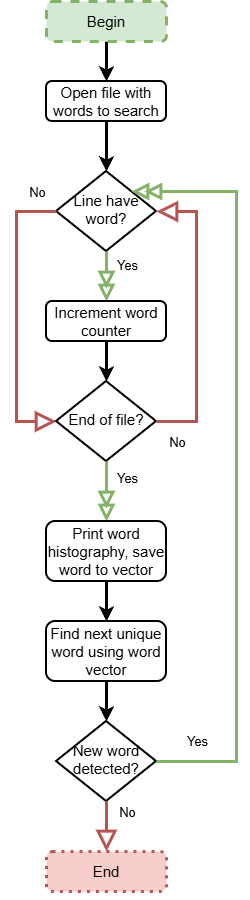 Begin
Open file with
words to search
No
Line have
word?
Yes
Increment word
counter
End of file?
No
Yes
Print word
histography, save
word to vector
Find next unique
word using word
vector
New word
detected?
Yes
No
End